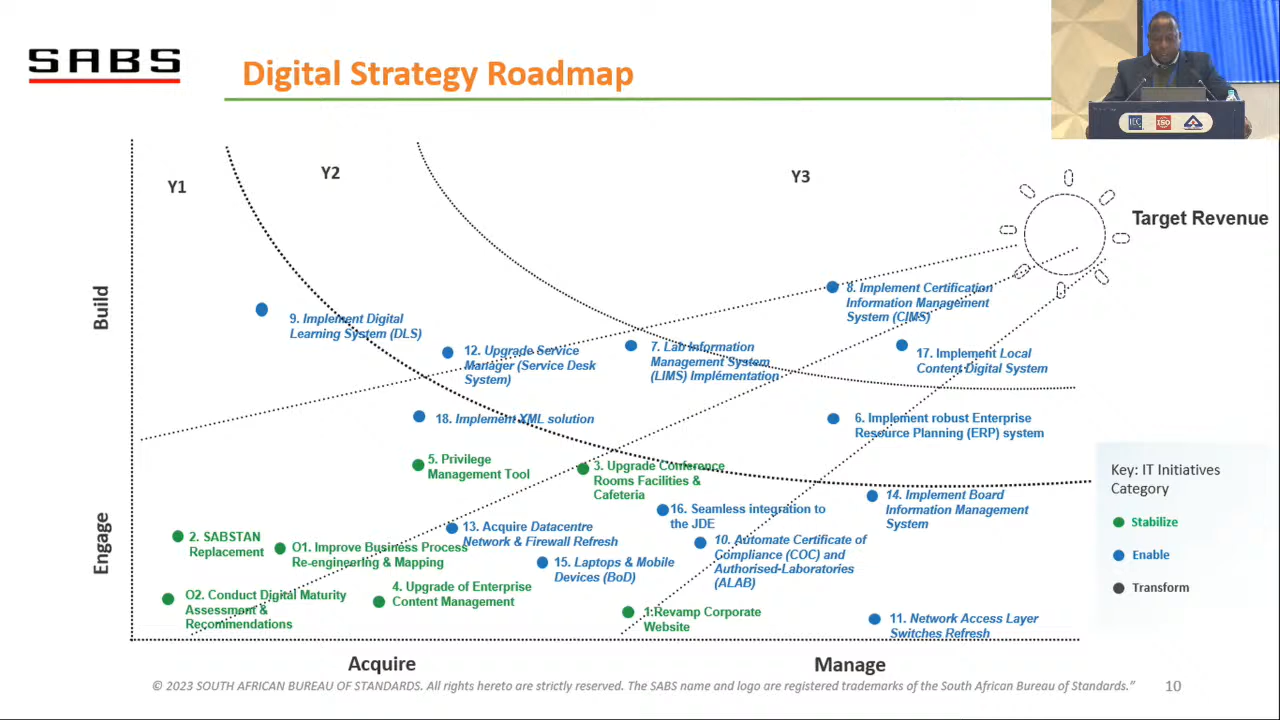 SABS
Digital Strategy Roadmap
IEC
ISO
Y1
Y2
Y3
Target Revenue
Build
Engage
9. Implement Digital
Learning System (DLS)
12. Upgrade Service
Manager (Service Desk
System)
7. Lab Information
Management System
(LIMS) Implémentation
8. Implement Certification
Information Management
System (CIMS)
17. Implement Local
Content Digital System
18. Implement XML solution
6. Implement robust Enterprise
Resource Planning (ERP) system
5. Privilege
Management Tool
3. Upgrade Conference
Rooms Facilities &
Cafeteria
14. Implement Board
Information Management
System
16. Seamless integration to
the JDE
13. Acquire Datacentre
Network & Firewall Refresh
2. SABSTAN
Replacement
O1. Improve Business Process
Re-engineering & Mapping
10. Automate Certificate of
Compliance (COC) and
Authorised-Laboratories
(ALAB)
15. Laptops & Mobile
Devices (BoD)
O2. Conduct Digital Maturity
Assessment &
Recommendations
4. Upgrade of Enterprise
Content Management
1.Revamp Corporate
Website
11. Network Access Layer
Switches Refresh
Key: IT Initiatives
Category
Stabilize
Enable
Transform
Acquire
Manage
© 2023 SOUTH AFRICAN BUREAU OF STANDARDS. All rights hereto are strictly reserved. The SABS name and logo are registered trademarks of the South African Bureau of Standards.”
10